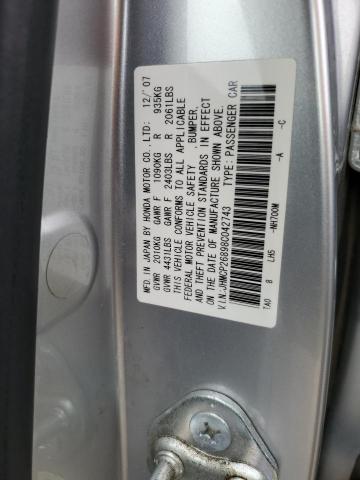 MFD. IN JAPAN BY HONDA MOTOR CO.,LTD: 12/'07
GVWR 2010KG GAWR F 1090KG R 935KG
GVWR 4431LBS GAWR F 2403LBS R 2061LBS
THIS VEHICLE CONFORMS TO ALL APPLICABLE
FEDERAL MOTOR VEHICLE SAFETY ,BUMPER,
AND THEFT PREVENTION STANDARDS IN EFFECT
ON THE DATE OF MANUFACTURE SHOWN ABOVE.
V.I.N:JHMCP26898C042743 TYPE:PASSENGER CAR
TA0 8 LH5 -NH700M -A -C